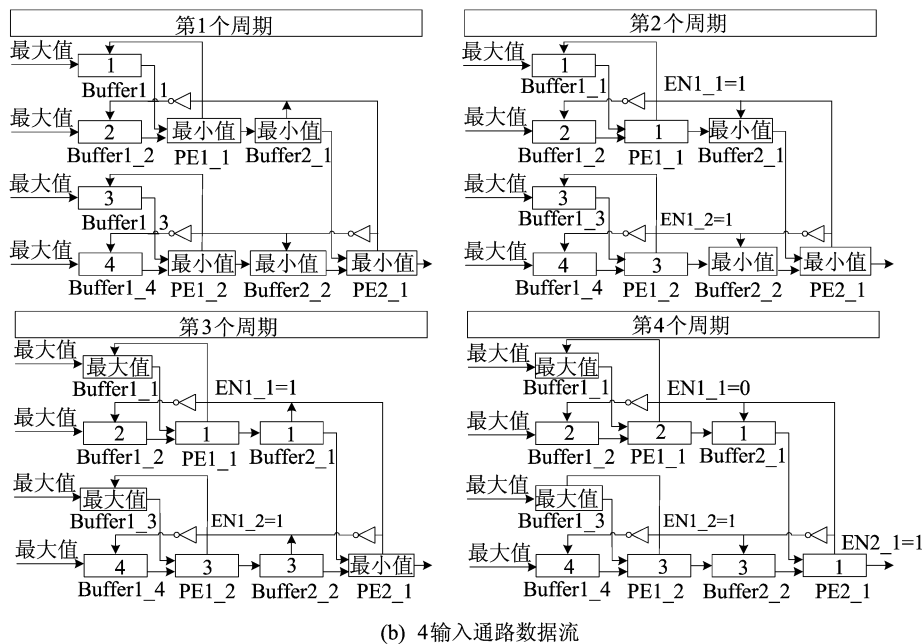 第1个周期
最大值
1
Buffer1_1
最大值
2
最小值
最小值
Buffer1_2
PE1_1
Buffer2_1
最大值
3
Buffer1_3
最大值
4
最小值
最小值
最小值
Buffer1_4
PE1_2
Buffer2_2
PE2_1
第2个周期
最大值
1
Buffer1_1
EN1_1=1
最大值
2
1
最小值
Buffer1_2
PE1_1
Buffer2_1
最大值
3
Buffer1_3
EN1_2=1
最大值
4
3
最小值
最小值
Buffer1_4
PE1_2
Buffer2_2
PE2_1
第3个周期
最大值
最大值
Buffer1_1
EN1_1=1
最大值
2
1
1
Buffer1_2
PE1_1
Buffer2_1
最大值
最大值
Buffer1_3
EN1_2=1
最大值
4
3
3
最小值
Buffer1_4
PE1_2
Buffer2_2
PE2_1
第4个周期
最大值
最大值
Buffer1_1
EN1_1=0
最大值
2
2
1
Buffer1_2
PE1_1
Buffer2_1
最大值
最大值
Buffer1_3
EN1_2=1
EN2_1=1
最大值
4
3
3
1
Buffer1_4
PE1_2
Buffer2_2
PE2_1
(b) 4输入通路数据流